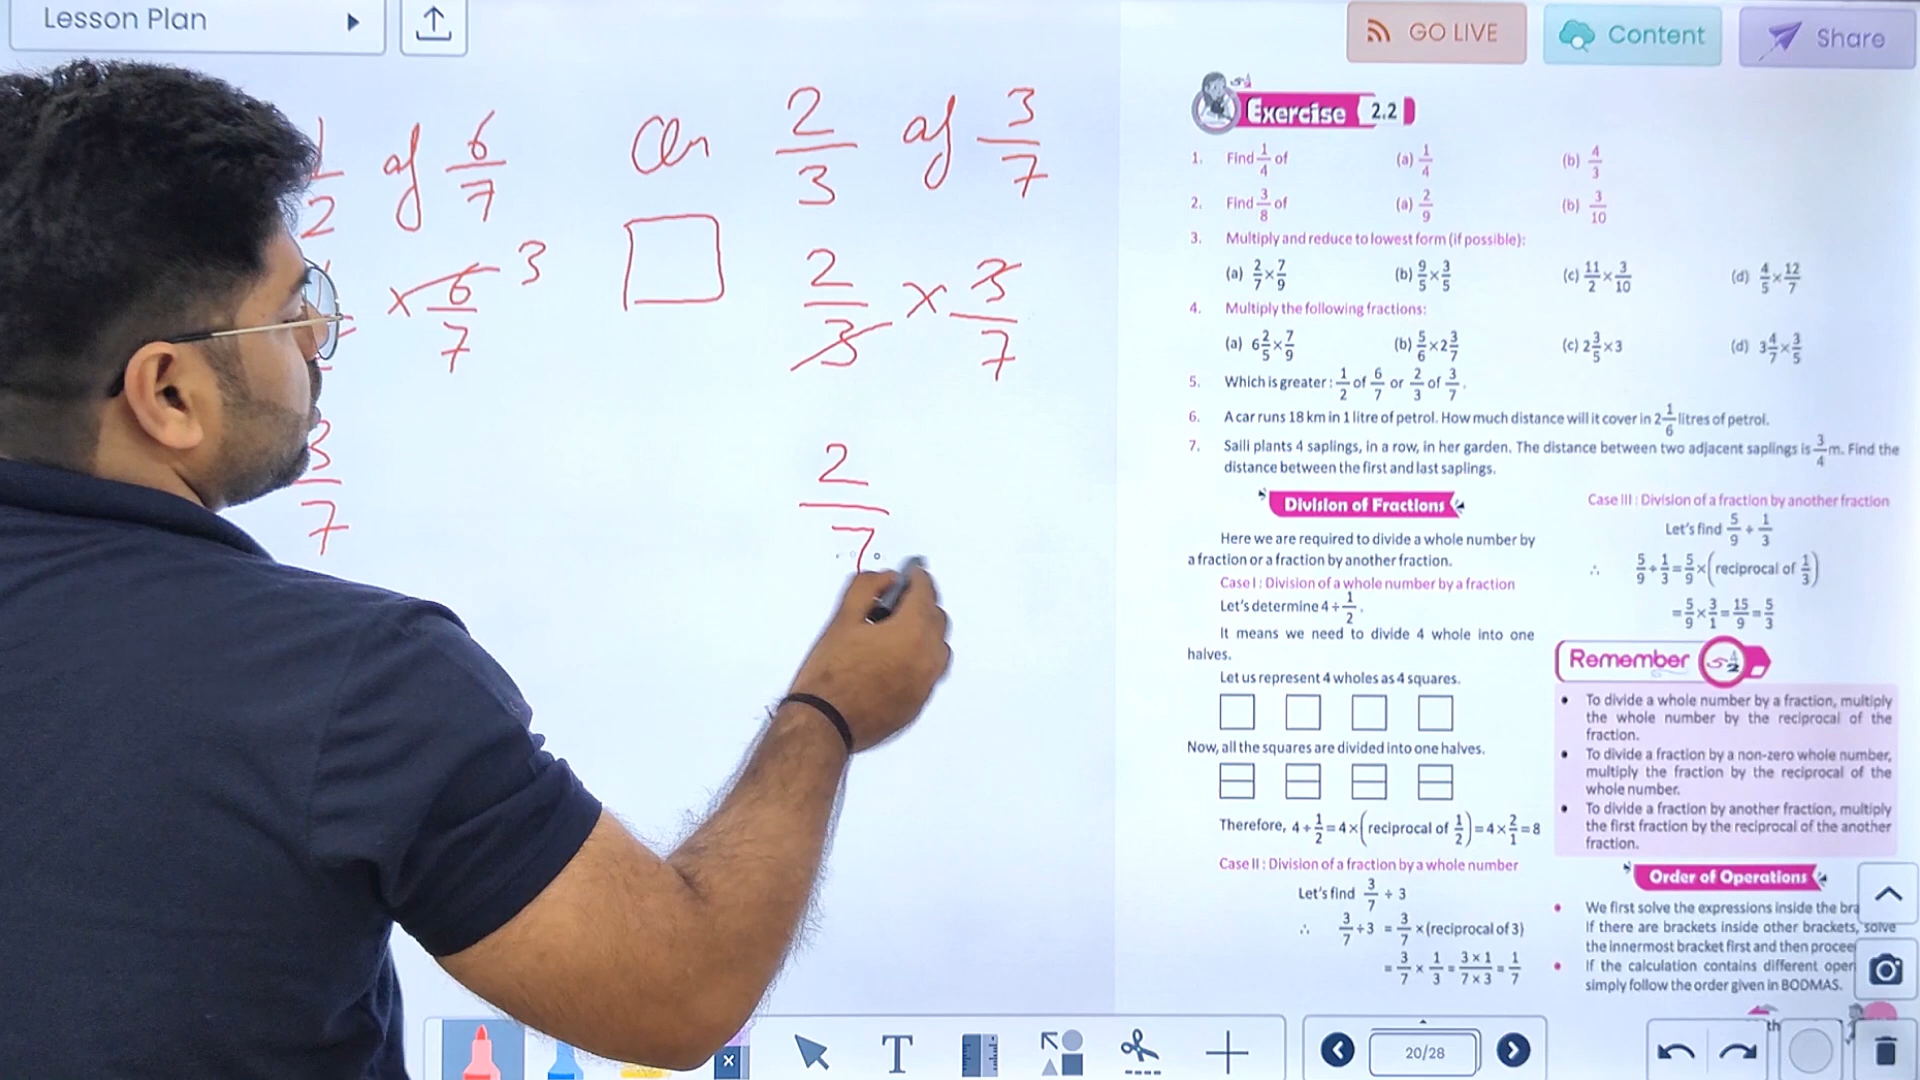 Lesson Plan
GO LIVE
Content
Share
1/2 of 6/7 or 2/3 of 3/7
× 6/7 3
2/3 × 3/7
3/7
2/7
Exercise 2.2
1. Find 1/4 of (a) 1/4 (b) 4/3
2. Find 3/8 of (a) 2/9 (b) 3/10
3. Multiply and reduce to lowest form (if possible):
(a) 2/7 × 7/9 (b) 9/5 × 3/5 (c) 11/2 × 3/10 (d) 4/5 × 12/7
4. Multiply the following fractions:
(a) 6 2/5 × 7/9 (b) 5/6 × 2 3/7 (c) 2 3/5 × 3 (d) 3 4/7 × 3/5
5. Which is greater : 1/2 of 6/7 or 2/3 of 3/7 .
6. A car runs 18 km in 1 litre of petrol. How much distance will it cover in 2 1/6 litres of petrol.
7. Saili plants 4 saplings, in a row, in her garden. The distance between two adjacent saplings is 3/4 m. Find the
distance between the first and last saplings.
Division of Fractions
Here we are required to divide a whole number by
a fraction or a fraction by another fraction.
Case I : Division of a whole number by a fraction
Let's determine 4 ÷ 1/2 .
It means we need to divide 4 whole into one
halves.
Let us represent 4 wholes as 4 squares.
Now, all the squares are divided into one halves.
Therefore, 4 ÷ 1/2 = 4 × (reciprocal of 1/2) = 4 × 2/1 = 8
Case II : Division of a fraction by a whole number
Let's find 3/7 ÷ 3
∴ 3/7 ÷ 3 = 3/7 × (reciprocal of 3)
= 3/7 × 1/3 = 3 × 1/7 × 3 = 1/7
Case III : Division of a fraction by another fraction
Let's find 5/9 ÷ 1/3
∴ 5/9 ÷ 1/3 = 5/9 × (reciprocal of 1/3)
= 5/9 × 3/1 = 15/9 = 5/3
Remember
• To divide a whole number by a fraction, multiply
the whole number by the reciprocal of the
fraction.
• To divide a fraction by a non-zero whole number,
multiply the fraction by the reciprocal of the
whole number.
• To divide a fraction by another fraction, multiply
the first fraction by the reciprocal of the another
fraction.
Order of Operations
• We first solve the expressions inside the bra
If there are brackets inside other brackets, solve
the innermost bracket first and then procee
• If the calculation contains different oper
simply follow the order given in BODMAS.
th
T
20/28